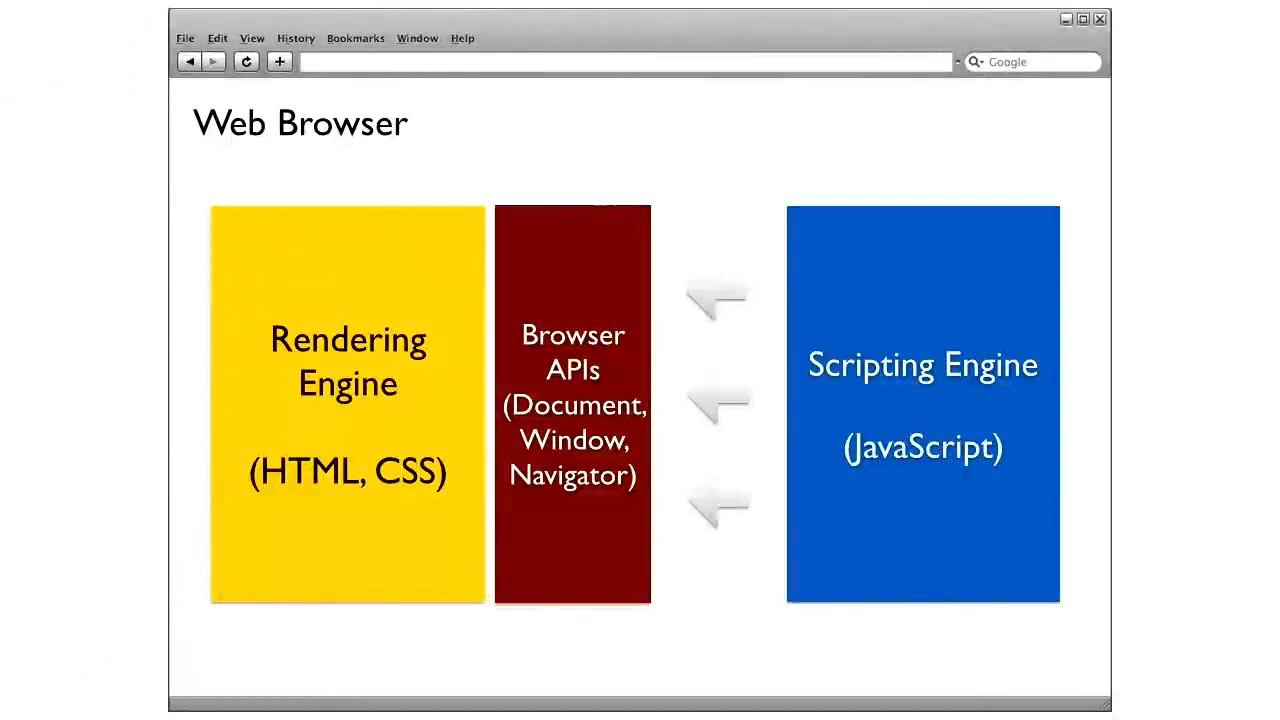 File Edit View History Bookmarks Window Help
Google
Web Browser
Rendering
Engine
(HTML, CSS)
Browser
APIs
(Document,
Window,
Navigator)
Scripting Engine
(JavaScript)